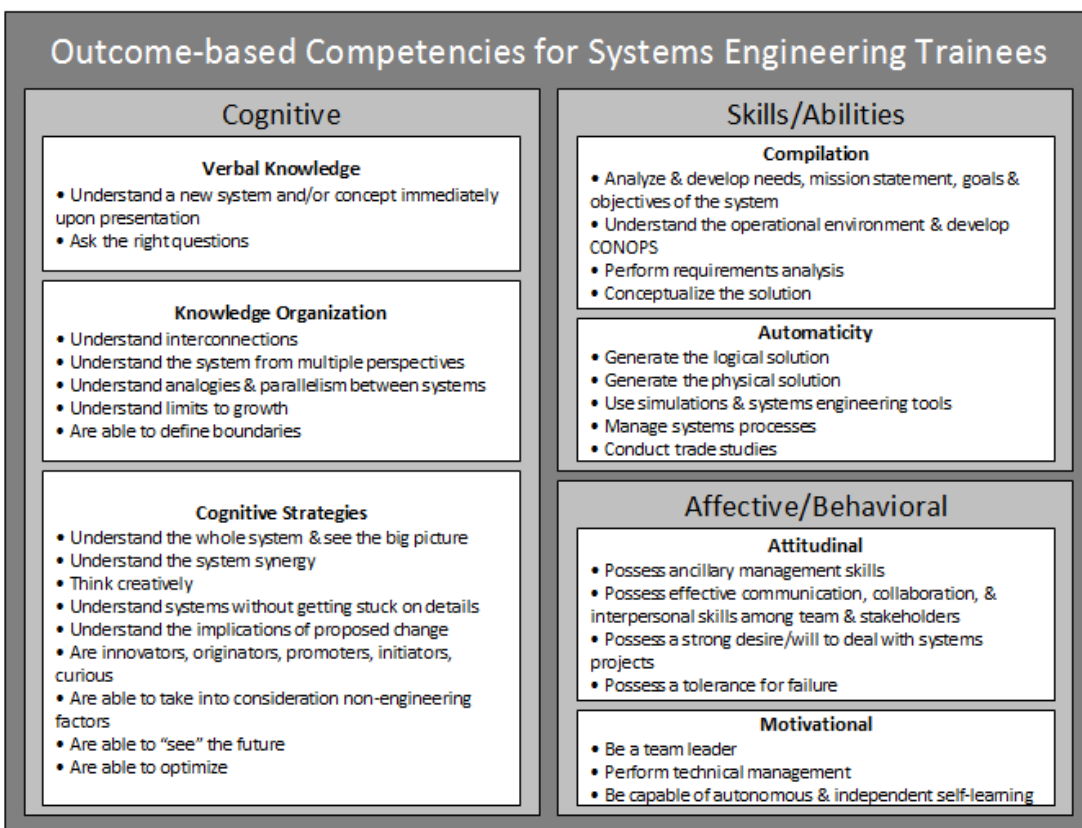 Outcome-based Competencies for Systems Engineering Trainees
Cognitive
Verbal Knowledge
• Understand a new system and/or concept immediately
upon presentation
• Ask the right questions
Knowledge Organization
• Understand interconnections
• Understand the system from multiple perspectives
• Understand analogies & parallelism between systems
• Understand limits to growth
• Are able to define boundaries
Cognitive Strategies
• Understand the whole system & see the big picture
• Understand the system synergy
• Think creatively
• Understand systems without getting stuck on details
• Understand the implications of proposed change
• Are innovators, originators, promoters, initiators,
curious
• Are able to take into consideration non-engineering
factors
• Are able to “see” the future
• Are able to optimize
Skills/Abilities
Compilation
• Analyze & develop needs, mission statement, goals &
objectives of the system
• Understand the operational environment & develop
CONOPS
• Perform requirements analysis
• Conceptualize the solution
Automaticity
• Generate the logical solution
• Generate the physical solution
• Use simulations & systems engineering tools
• Manage systems processes
• Conduct trade studies
Affective/Behavioral
Attitudinal
• Possess ancillary management skills
• Possess effective communication, collaboration, &
interpersonal skills among team & stakeholders
• Possess a strong desire/will to deal with systems
projects
• Possess a tolerance for failure
Motivational
• Be a team leader
• Perform technical management
• Be capable of autonomous & independent self-learning